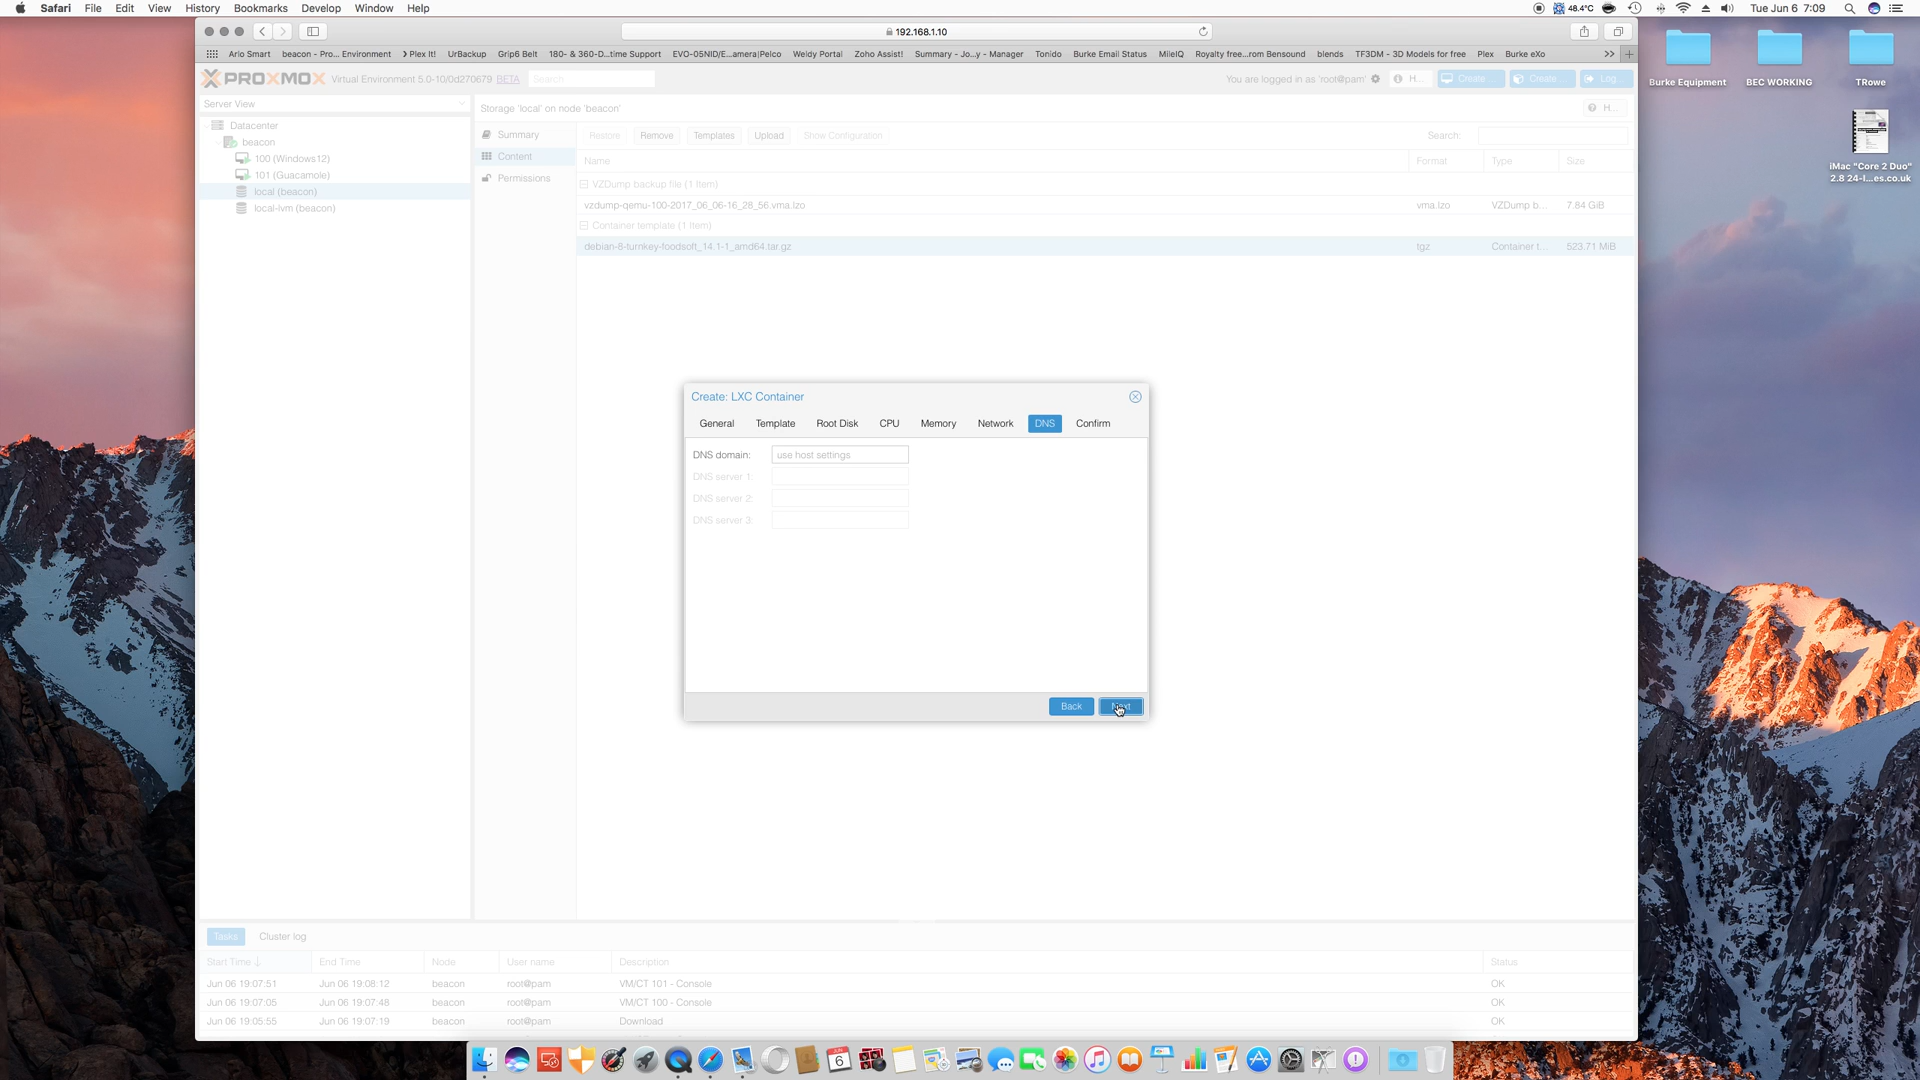 Safari File Edit View History Bookmarks Develop Window Help 48.4°C Tue Jun 6 7:09
192.168.1.10
Arlo Smart beacon - Pro... Environment Plex It! UrBackup Grip6 Belt 180- & 360-D...time Support EVO-05NID/E...amera|Pelco Weldy Portal Zoho Assist! Summary - Jo...y - Manager Tonido Burke Email Status MileIQ Royalty free...rom Bensound blends TF3DM - 3D Models for free Plex Burke eXo >> +
PROXMOX Virtual Environment 5.0-10/0d270679 BETA Search You are logged in as 'root@pam' H... Create Create Log
Burke Equipment BEC WORKING TRowe
Server View
Storage 'local' on node 'beacon' H...
Datacenter
beacon
100 (Windows12)
101 (Guacamole)
local (beacon)
local-lvm (beacon)
Summary
Content
Permissions
Restore Remove Templates Upload Show Configuration Search:
Name Format Type Size
VZDump backup file (1 Item)
vzdump-qemu-100-2017_06_06-16_28_56.vma.lzo vma.lzo VZDump b... 7.84 GiB
Container template (1 Item)
debian-8-turnkey-foodsoft_14.1-1_amd64.tar.gz tgz Container t... 523.71 MiB
iMac "Core 2 Duo"
2.8 24-I...es.co.uk
Create: LXC Container
General Template Root Disk CPU Memory Network DNS Confirm
DNS domain: use host settings
DNS server 1:
DNS server 2:
DNS server 3:
Back Next
Tasks Cluster log
Start Time End Time Node User name Description Status
Jun 06 19:07:51 Jun 06 19:08:12 beacon root@pam VM/CT 101 - Console OK
Jun 06 19:07:05 Jun 06 19:07:48 beacon root@pam VM/CT 100 - Console OK
Jun 06 19:05:55 Jun 06 19:07:19 beacon root@pam Download OK
6